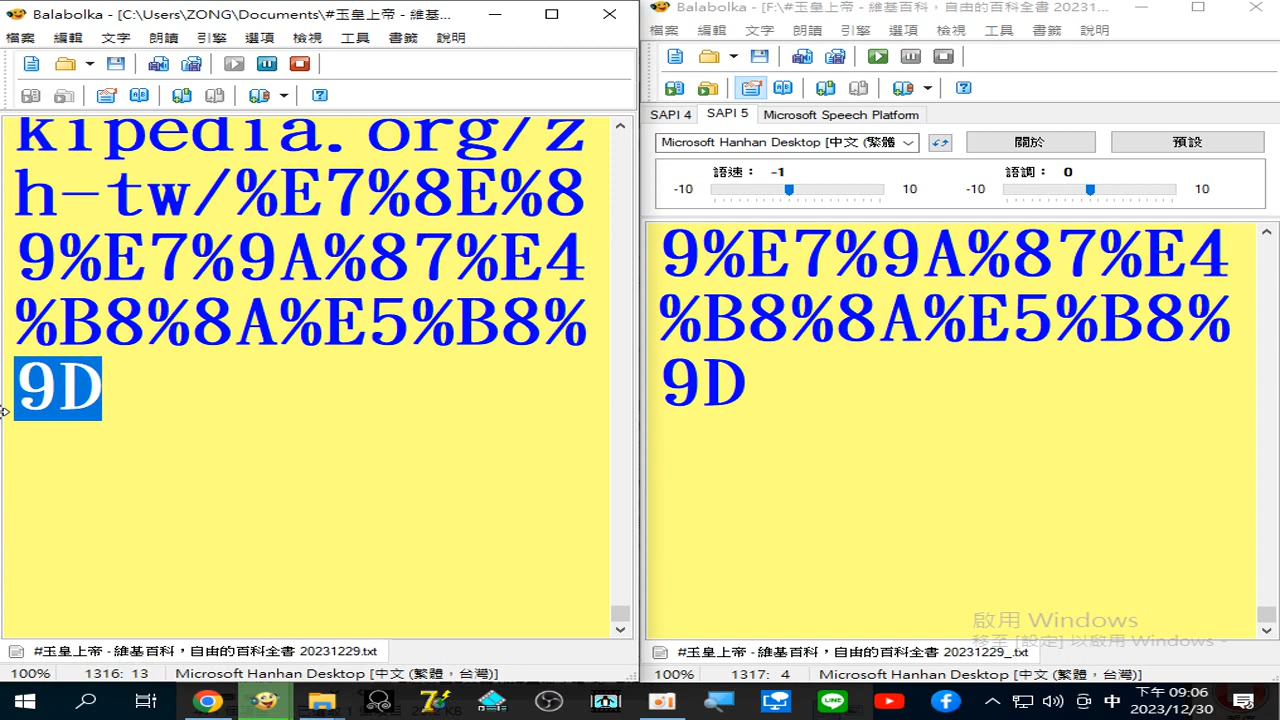 Balabolka - [C:\Users\ZONG\Documents\#玉皇上帝 - 維基...
檔案 編輯 文字 朗讀 引擎 選項 檢視 工具 書籤 說明
kipedia.org/z
h-tw/%E7%8E%8
9%E7%9A%87%E4
%B8%8A%E5%B8%
9D
#玉皇上帝 - 維基百科，自由的百科全書 20231229.txt
100% 1316: 13 Microsoft Hanhan Desktop [中文 (繁體，台灣)]
Balabolka - [F:\#玉皇上帝 - 維基百科，自由的百科全書 20231...
檔案 編輯 文字 朗讀 引擎 選項 檢視 工具 書籤 說明
SAPI 4 SAPI 5 Microsoft Speech Platform
Microsoft Hanhan Desktop [中文 (繁體 關於 預設
語速： -1 語調： 0
-10 10 -10 10
9%E7%9A%87%E4
%B8%8A%E5%B8%
9D
啟用 Windows
移至 [設定] 以啟用 Windows。
#玉皇上帝 - 維基百科，自由的百科全書 20231229_.txt
100% 1317: 4 Microsoft Hanhan Desktop [中文 (繁體，台灣)]
LINE
中
下午 09:06
2023/12/30